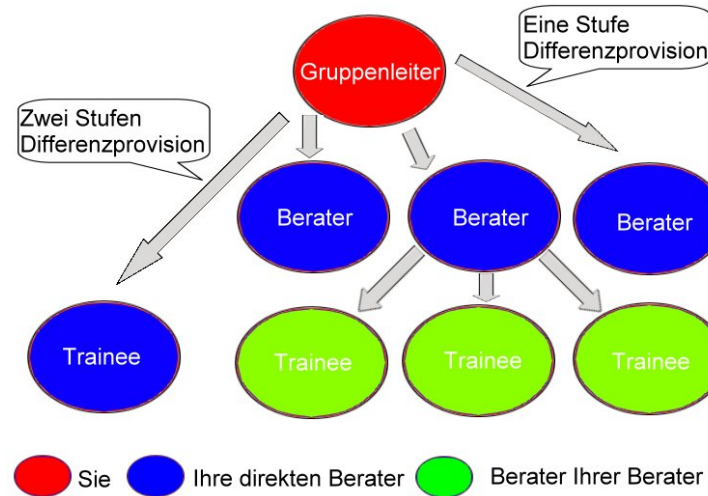 Eine Stufe
Differenzprovision
Gruppenleiter
Zwei Stufen
Differenzprovision
Berater
Berater
Berater
Trainee
Trainee
Trainee
Trainee
Sie
Ihre direkten Berater
Berater Ihrer Berater